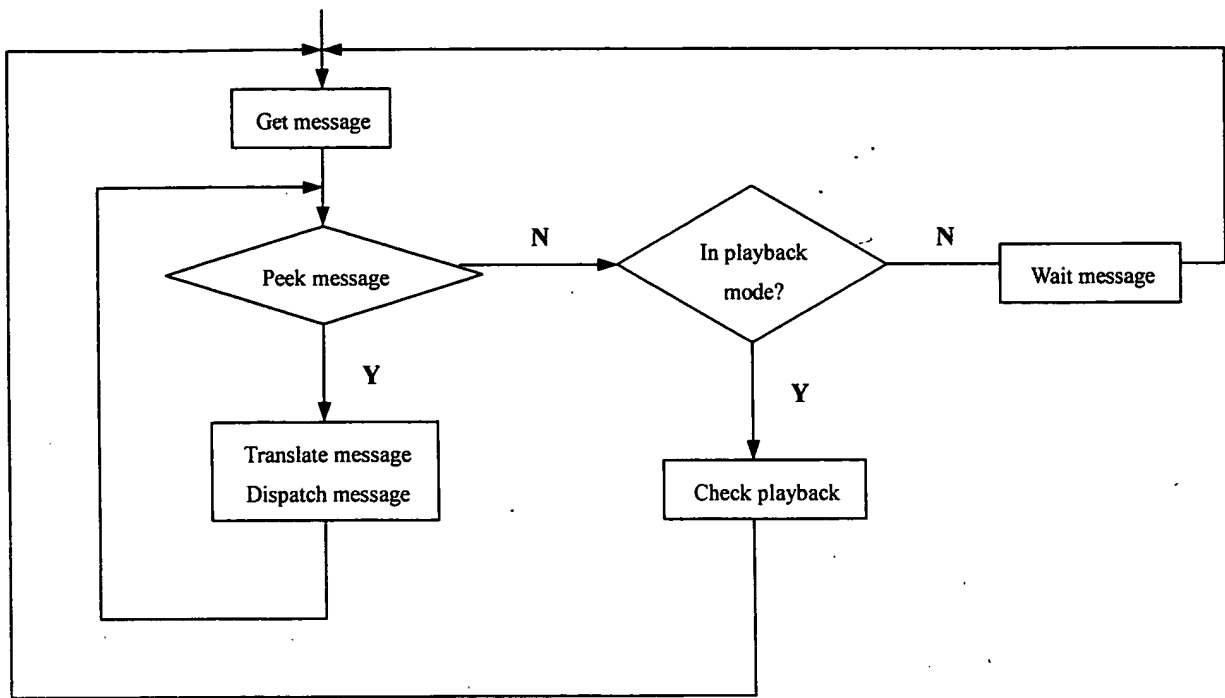 Get message
Peek message
N
In playback
mode?
N
Wait message
Y
Translate message
Dispatch message
Y
Check playback